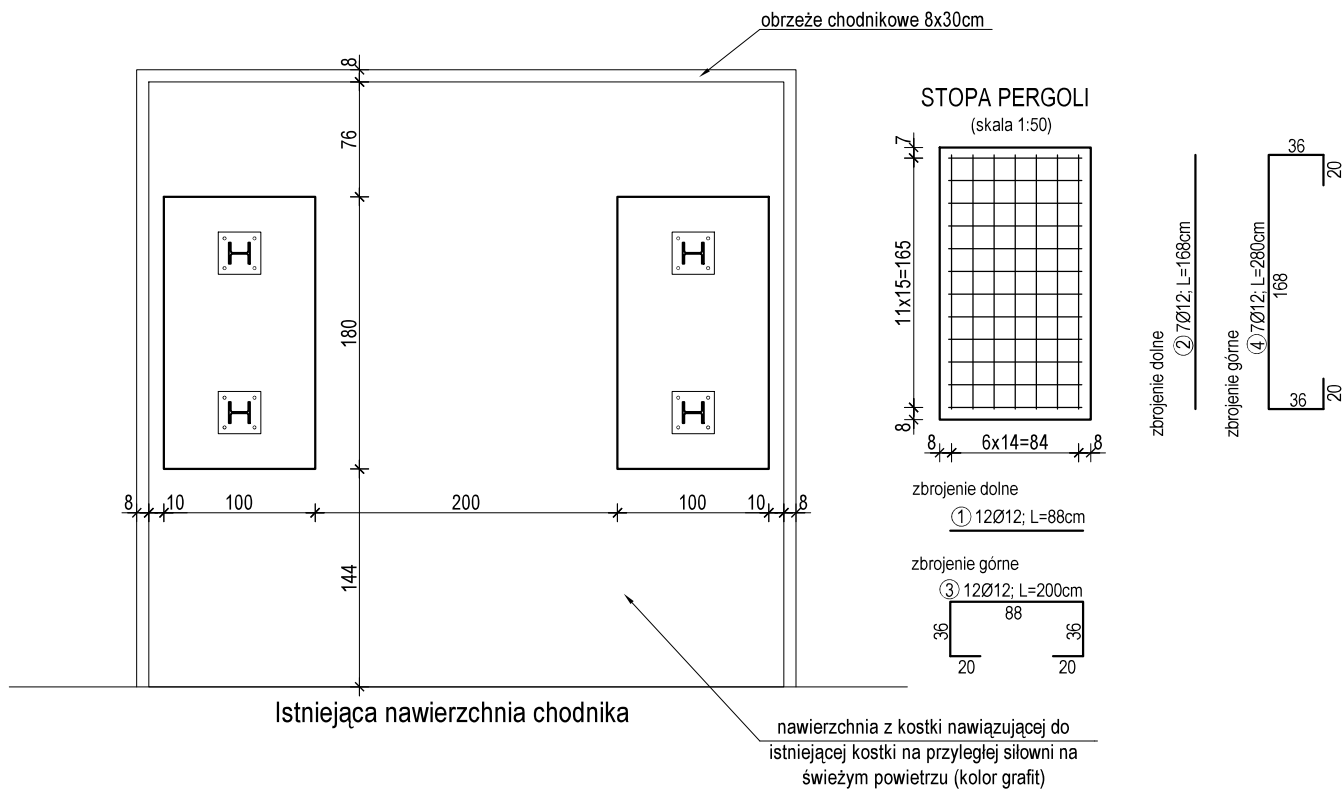 obrzeże chodnikowe 8x30cm
8
76
180
144
8
10
100
200
100
10
8
Istniejąca nawierzchnia chodnika
nawierzchnia z kostki nawiązującej do
istniejącej kostki na przyległej siłowni na
świeżym powietrzu (kolor grafit)
STOPA PERGOLI
(skala 1:50)
7
11x15=165
8
8
6x14=84
8
zbrojenie dolne
1 12Ø12; L=88cm
zbrojenie górne
3 12Ø12; L=200cm
88
36
36
20
20
zbrojenie dolne
2 7Ø12; L=168cm
zbrojenie górne
4 7Ø12; L=280cm
36
20
168
36
20